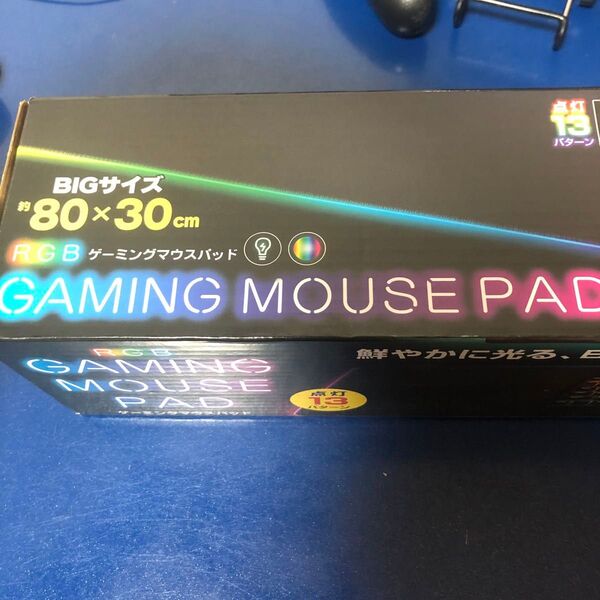 点灯
13
パターン
BIGサイズ
約80×30cm
RGB ゲーミングマウスパッド
GAMING MOUSE PAD
RGB
GAMING
MOUSE
PAD
ゲーミングマウスパッド
点灯
13
パターン
鮮やかに光る、